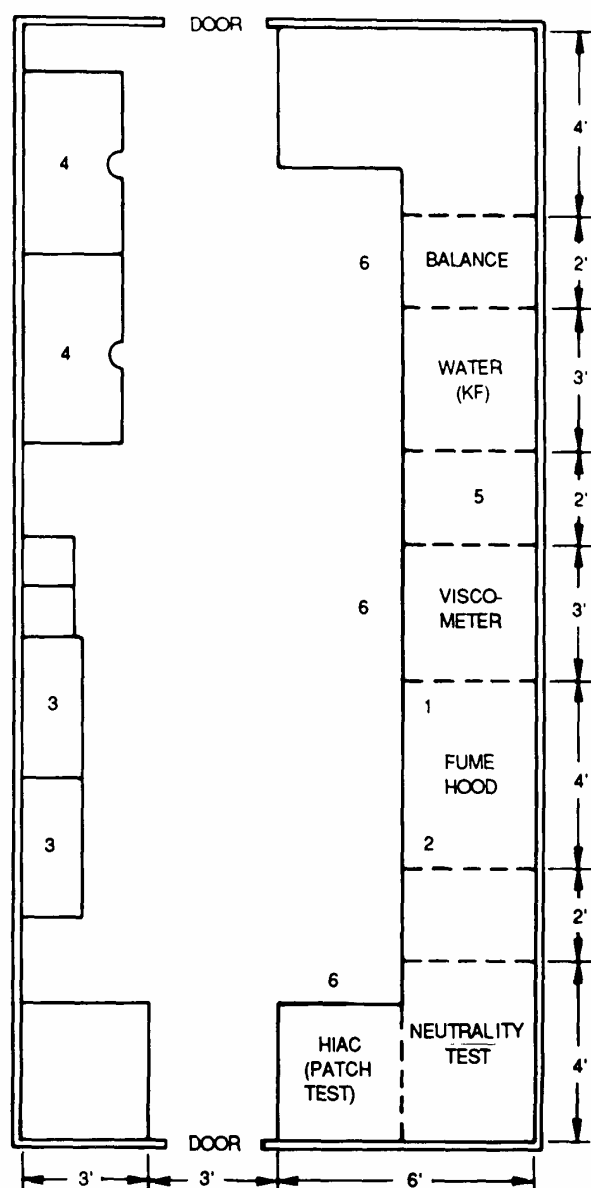 DOOR
4'
4
6
BALANCE
2'
4
WATER
(KF)
3'
5
2'
6
VISCO-
METER
3'
3
1
FUME
HOOD
4'
3
2
2'
6
HIAC
(PATCH
TEST)
NEUTRALITY
TEST
4'
DOOR
3'
3'
6'